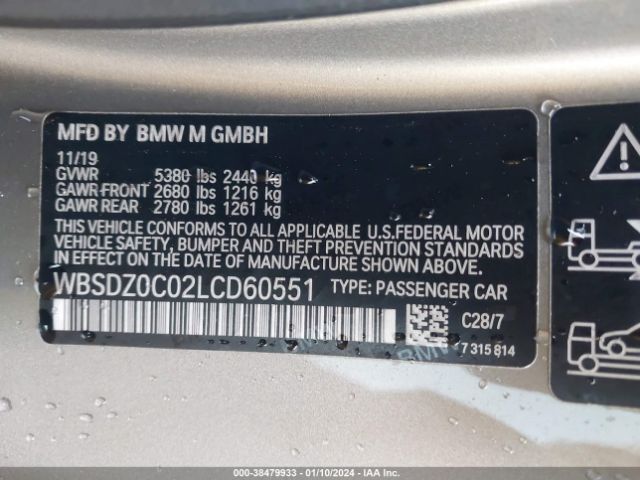 MFD BY BMW M GMBH
11/19
GVWR 5380 lbs 2440 kg
GAWR FRONT 2680 lbs 1216 kg
GAWR REAR 2780 lbs 1261 kg
THIS VEHICLE CONFORMS TO ALL APPLICABLE U.S.FEDERAL MOTOR
VEHICLE SAFETY, BUMPER AND THEFT PREVENTION STANDARDS
IN EFFECT ON THE DATE OF MANUFACTURE SHOWN ABOVE.
WBSDZ0C02LCD60551 TYPE: PASSENGER CAR
C28/7
BMW 7 315 814
000-38479933 - 01/10/2024 - IAAI.COM